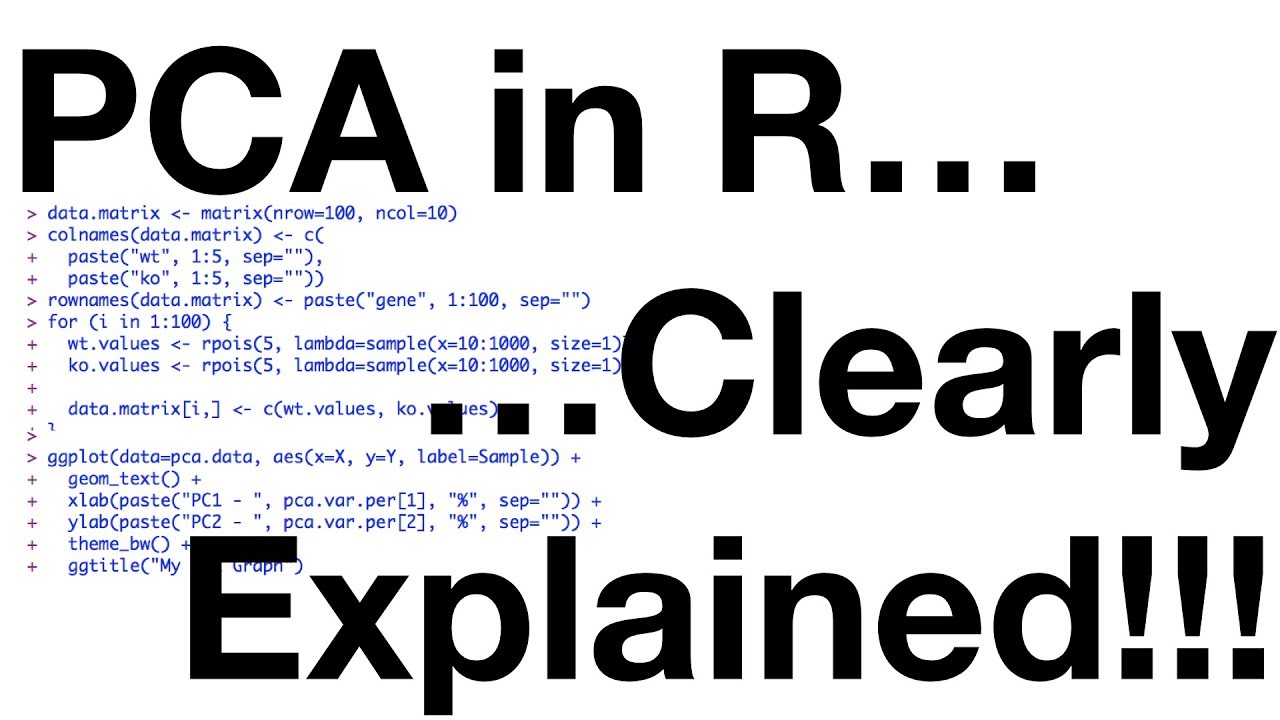 PCA in R...
> data.matrix <- matrix(nrow=100, ncol=10)
> colnames(data.matrix) <- c(
+   paste("wt", 1:5, sep=""),
+   paste("ko", 1:5, sep=""))
> rownames(data.matrix) <- paste("gene", 1:100, sep="")
> for (i in 1:100) {
+   wt.values <- rpois(5, lambda=sample(x=10:1000, size=1)
+   ko.values <- rpois(5, lambda=sample(x=10:1000, size=1)
+
...Clearly
+   data.matrix[i,] <- c(wt.values, ko.values)
>
> ggplot(data=pca.data, aes(x=X, y=Y, label=Sample)) +
+   geom_text() +
+   xlab(paste("PC1 - ", pca.var.per[1], "%", sep="")) +
+   ylab(paste("PC2 - ", pca.var.per[2], "%", sep="")) +
+   theme_bw() +
+   ggtitle("My Graph")
Explained!!!